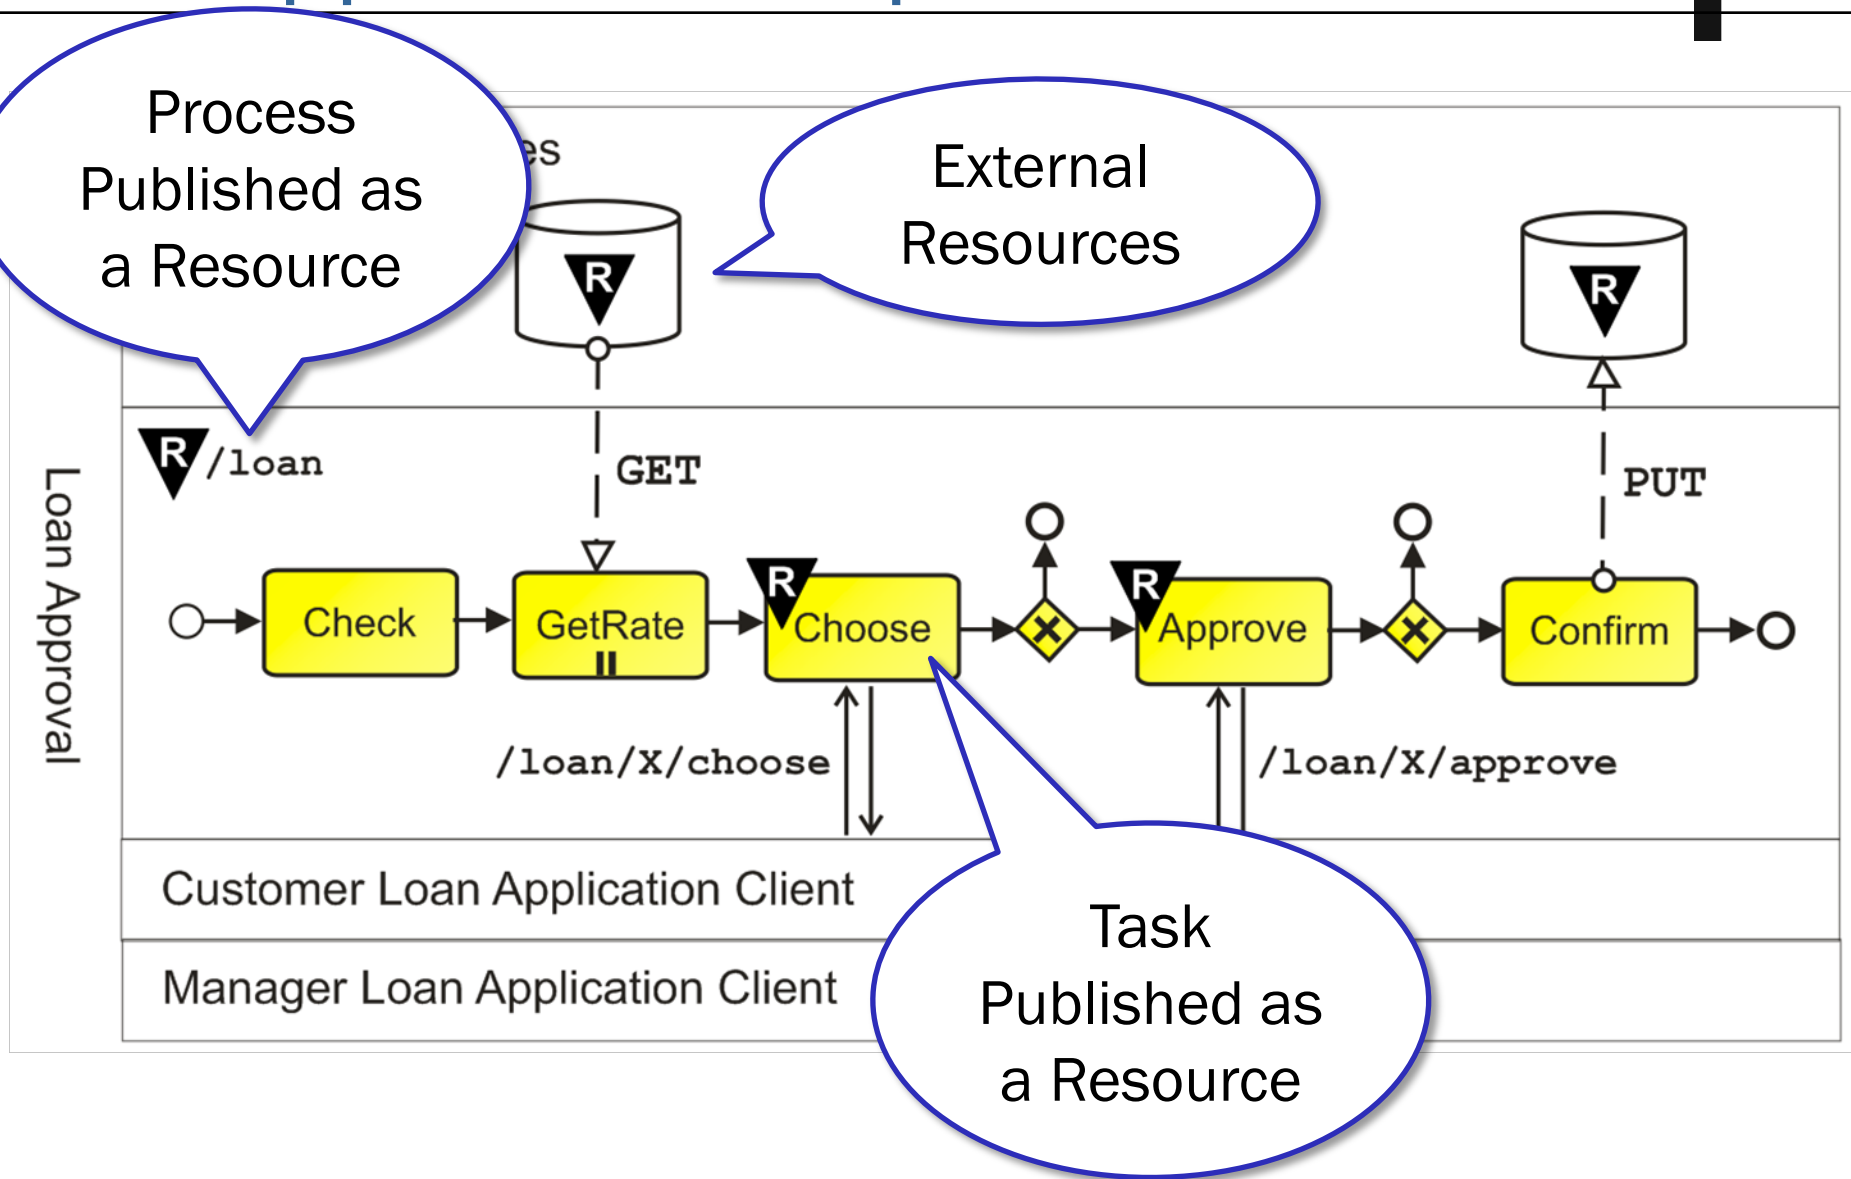 Process
Published as
a Resource
External
Resources
R
R
R /loan
GET
PUT
Loan Approval
Check
GetRate
R
Choose
R
Approve
Confirm
/loan/X/choose
/loan/X/approve
Customer Loan Application Client
Manager Loan Application Client
Task
Published as
a Resource